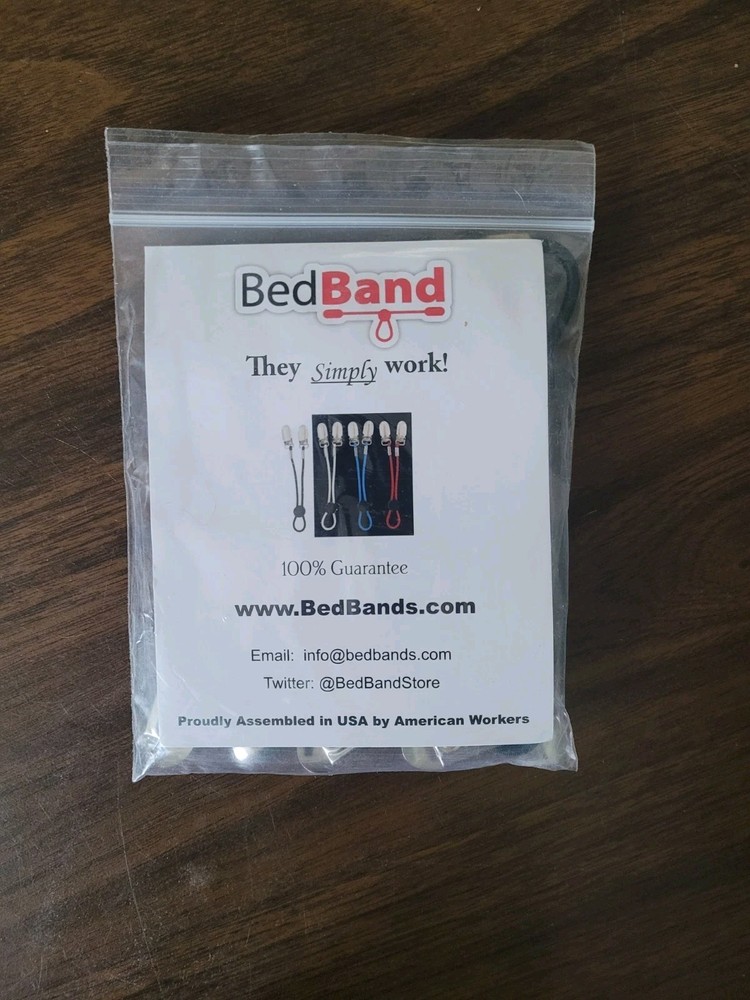 BedBand
They Simply work!
100% Guarantee
www.BedBands.com
Email: info@bedbands.com
Twitter: @BedBandStore
Proudly Assembled in USA by American Workers